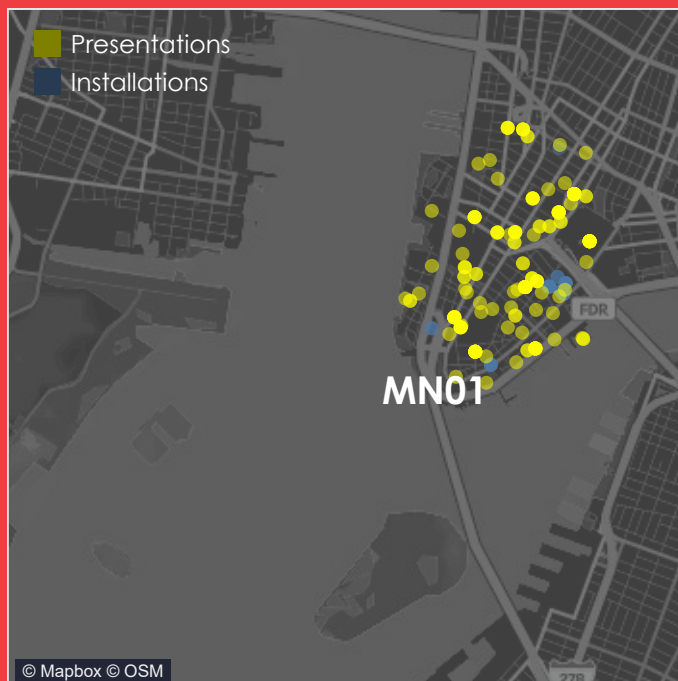 Presentations
Installations
FDR
MN01
© Mapbox © OSM
278